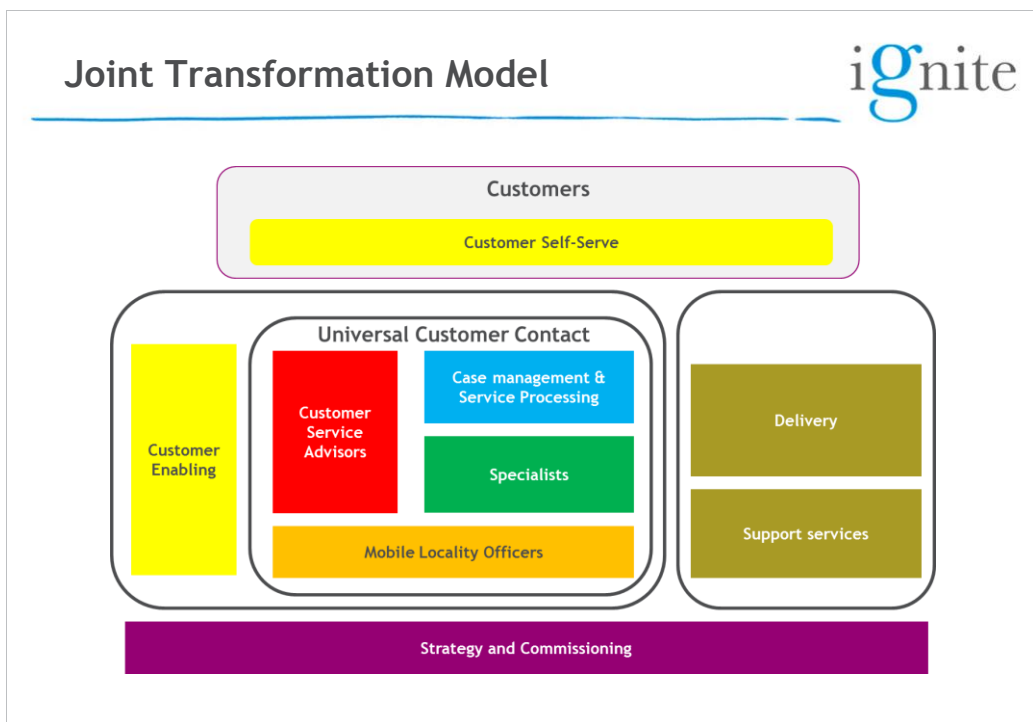 Joint Transformation Model
ignite
Customers
Customer Self-Serve
Universal Customer Contact
Customer
Enabling
Customer
Service
Advisors
Case management &
Service Processing
Specialists
Mobile Locality Officers
Delivery
Support services
Strategy and Commissioning